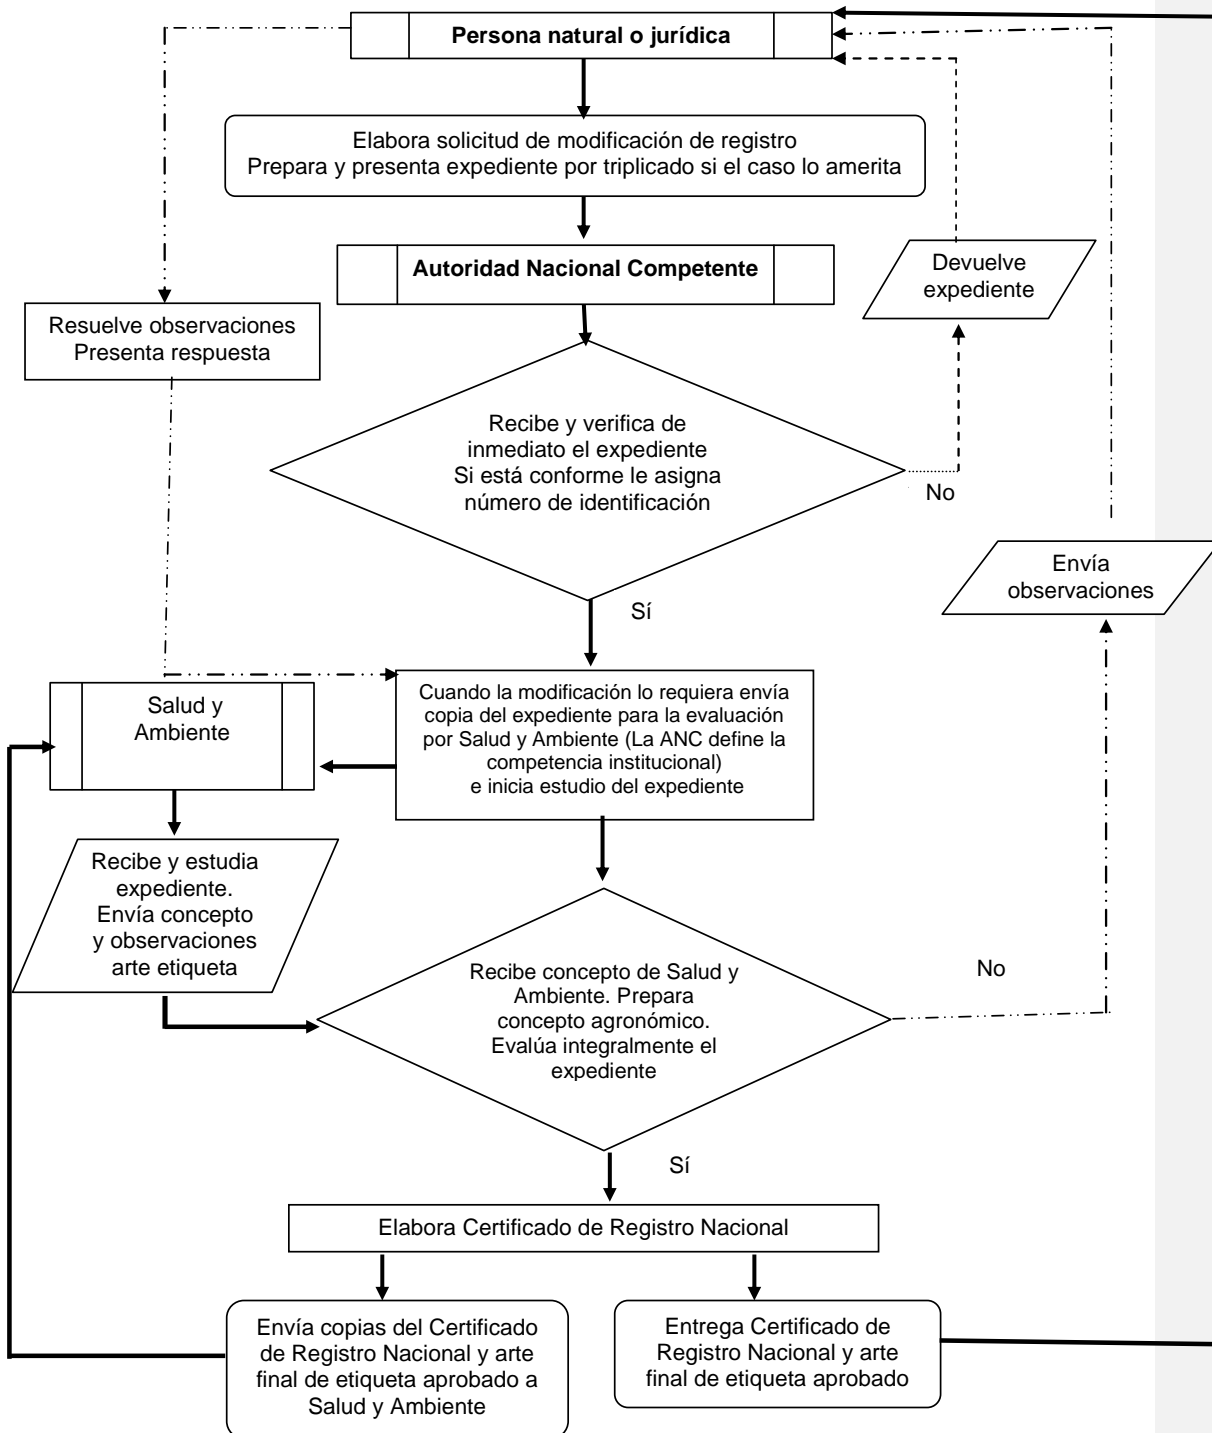 Persona natural o jurídica
Elabora solicitud de modificación de registro
Prepara y presenta expediente por triplicado si el caso lo amerita
Autoridad Nacional Competente
Devuelve
expediente
Resuelve observaciones
Presenta respuesta
Recibe y verifica de
inmediato el expediente
Si está conforme le asigna
número de identificación
No
Envía
observaciones
Sí
Salud y
Ambiente
Cuando la modificación lo requiera envía
copia del expediente para la evaluación
por Salud y Ambiente (La ANC define la
competencia institucional)
e inicia estudio del expediente
Recibe y estudia
expediente.
Envía concepto
y observaciones
arte etiqueta
Recibe concepto de Salud y
Ambiente. Prepara
concepto agronómico.
Evalúa integralmente el
expediente
No
Sí
Elabora Certificado de Registro Nacional
Envía copias del Certificado
de Registro Nacional y arte
final de etiqueta aprobado a
Salud y Ambiente
Entrega Certificado de
Registro Nacional y arte
final de etiqueta aprobado